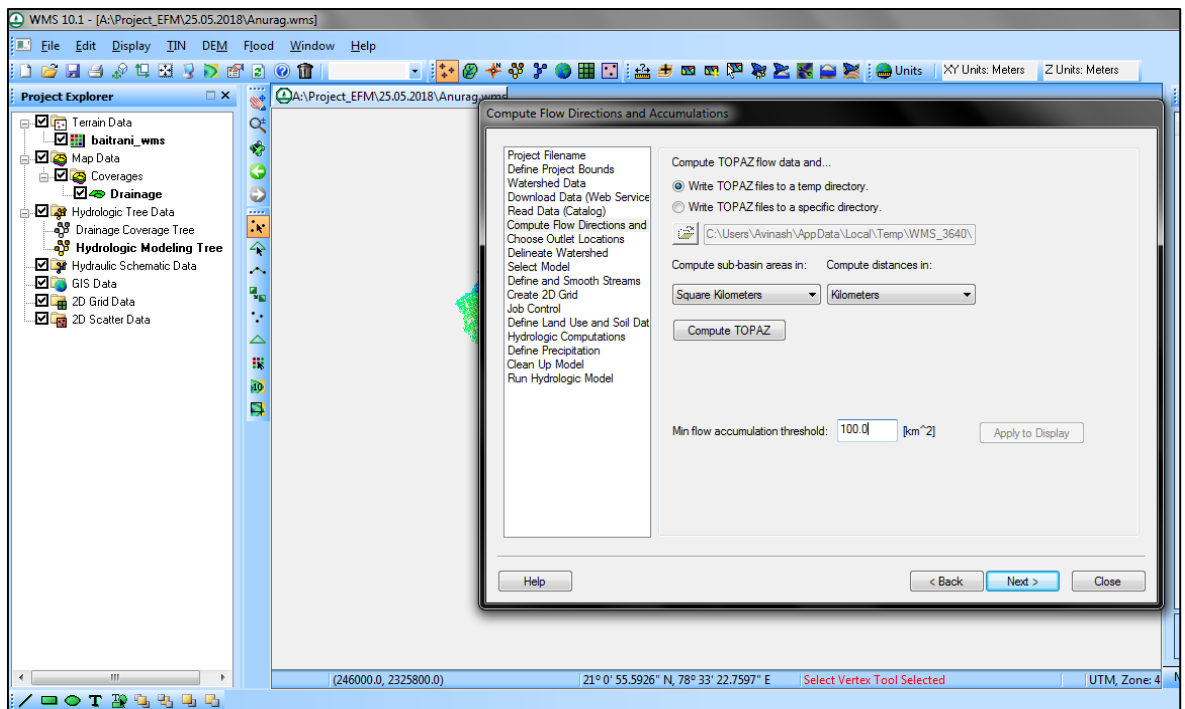 WMS 10.1 - [A:\Project_EFM\25.05.2018\Anurag.wms]
File Edit Display TIN DEM Flood Window Help
Units XY Units: Meters Z Units: Meters
Project Explorer
Terrain Data
baitrani_wms
Map Data
Coverages
Drainage
Hydrologic Tree Data
Drainage Coverage Tree
Hydrologic Modeling Tree
Hydraulic Schematic Data
GIS Data
2D Grid Data
2D Scatter Data
A:\Project_EFM\25.05.2018\Anurag.wms
Compute Flow Directions and Accumulations
Project Filename
Define Project Bounds
Watershed Data
Download Data (Web Service
Read Data (Catalog)
Compute Flow Directions and
Choose Outlet Locations
Delineate Watershed
Select Model
Define and Smooth Streams
Create 2D Grid
Job Control
Define Land Use and Soil Dat
Hydrologic Computations
Define Precipitation
Clean Up Model
Run Hydrologic Model
Compute TOPAZ flow data and...
Write TOPAZ files to a temp directory.
Write TOPAZ files to a specific directory.
C:\Users\Avinash\AppData\Local\Temp\WMS_3640\
Compute sub-basin areas in: Compute distances in:
Square Kilometers Kilometers
Compute TOPAZ
Min flow accumulation threshold: 100.0 [km^2] Apply to Display
Help < Back Next > Close
(246000.0, 2325800.0) 21º 0' 55.5926" N, 78º 33' 22.7597" E Select Vertex Tool Selected UTM, Zone: 4
T